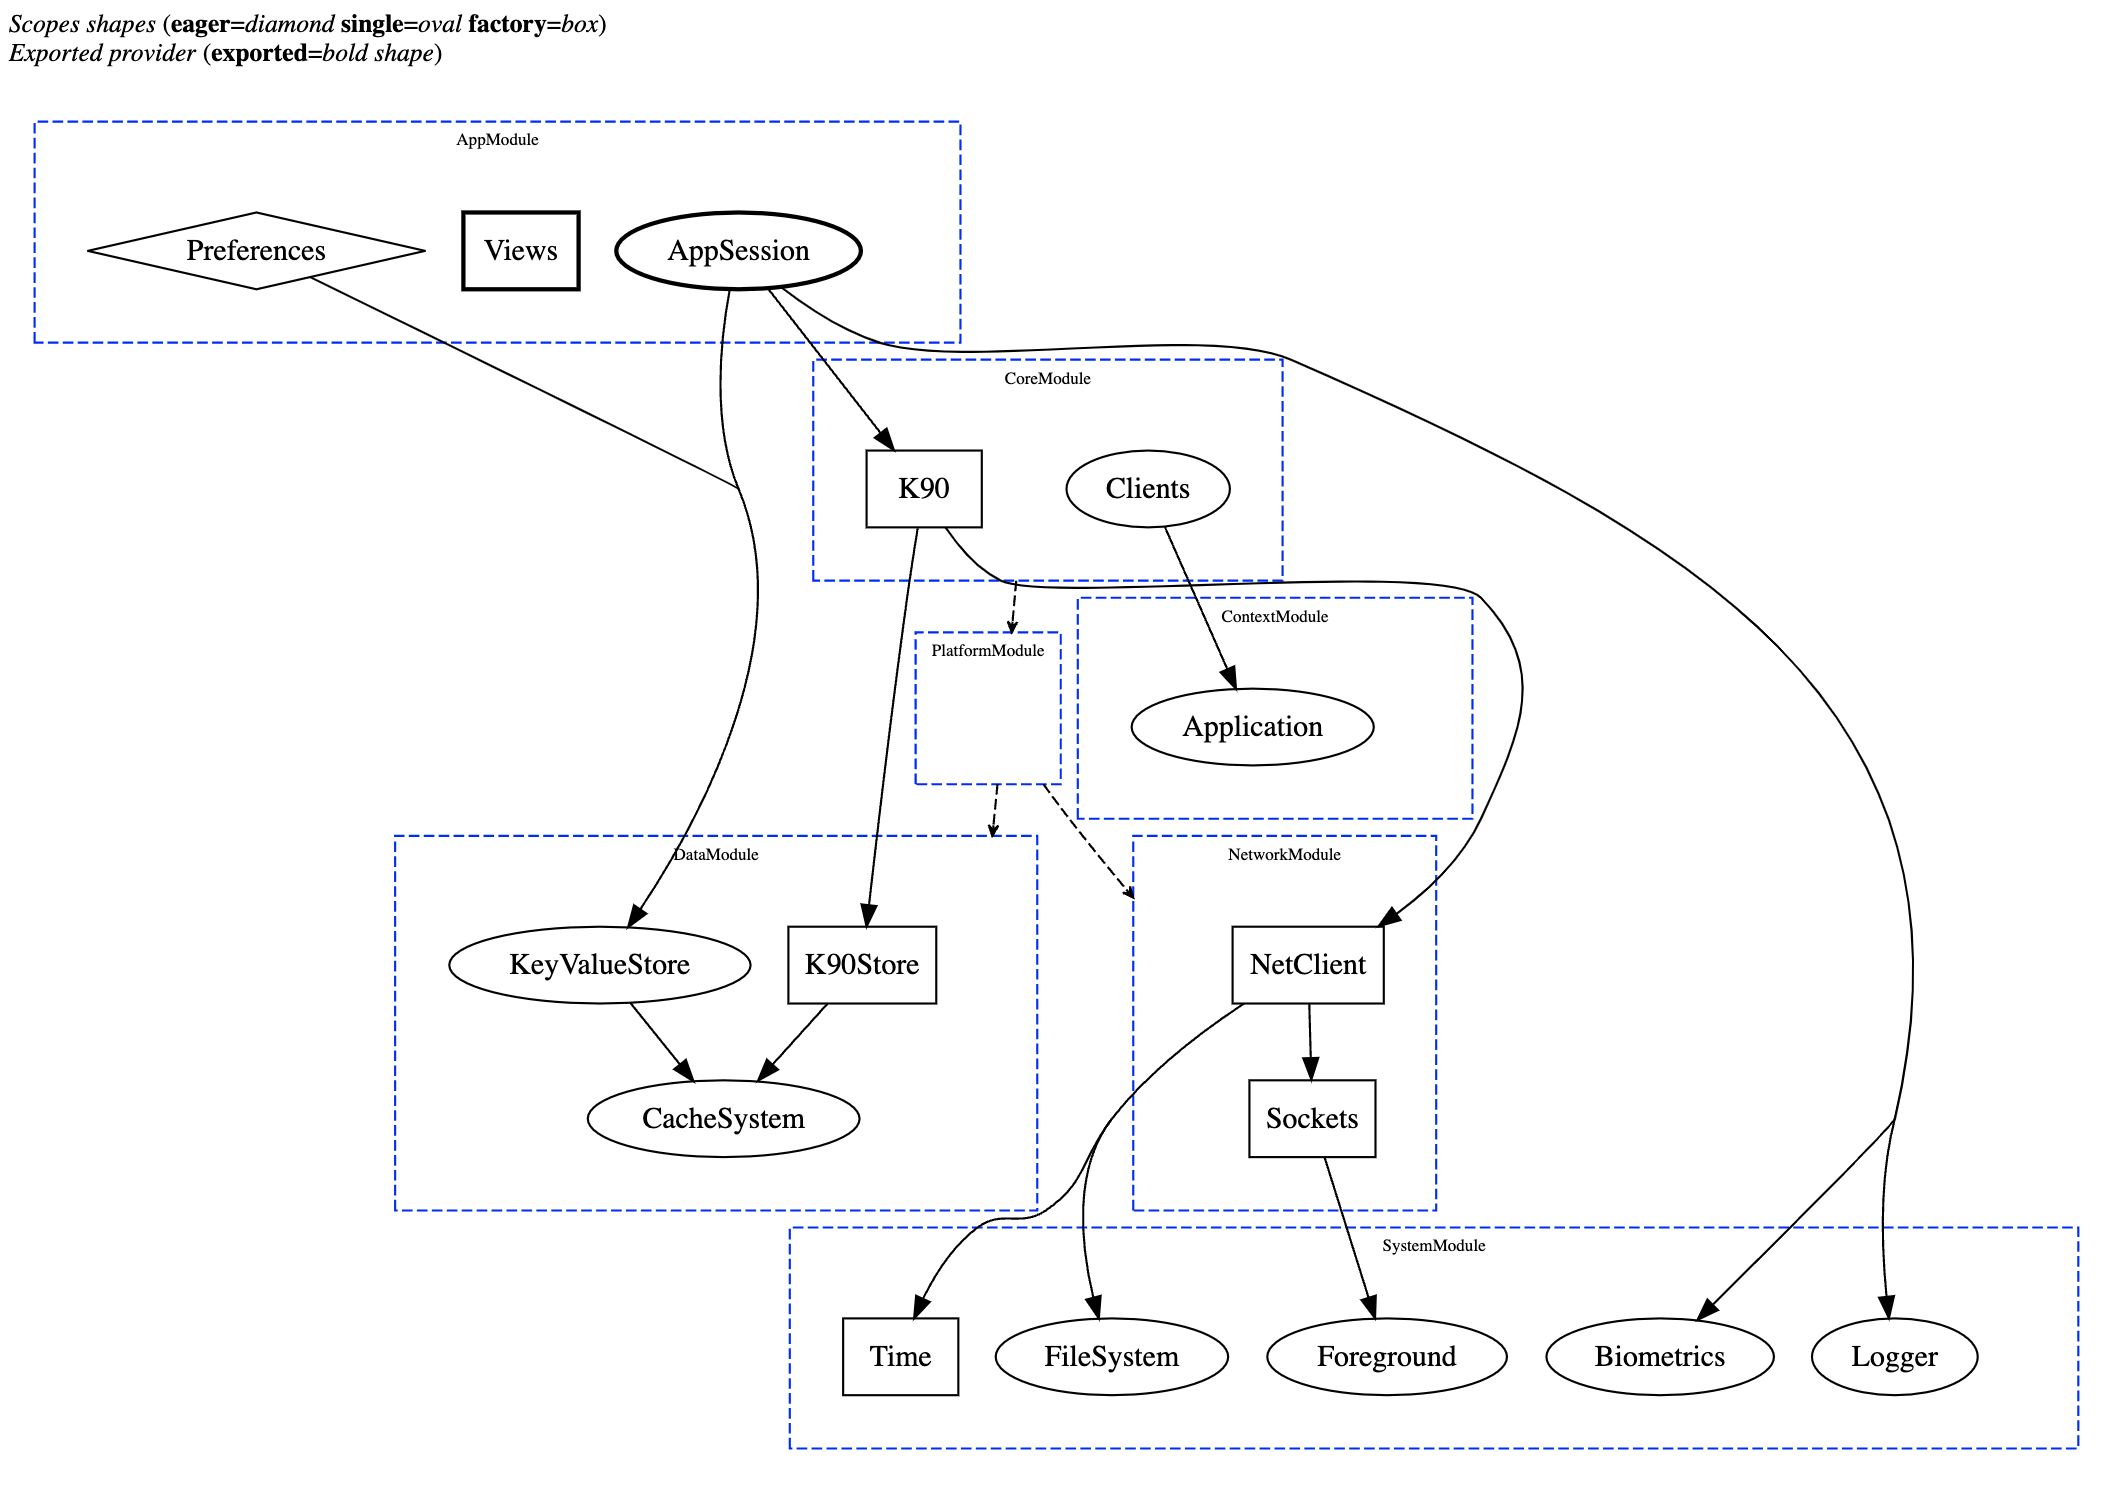 Scopes shapes (eager=diamond single=oval factory=box)
Exported provider (exported=bold shape)
AppModule
Preferences
Views
AppSession
CoreModule
K90
Clients
ContextModule
PlatformModule
Application
DataModule
NetworkModule
KeyValueStore
K90Store
NetClient
CacheSystem
Sockets
SystemModule
Time
FileSystem
Foreground
Biometrics
Logger